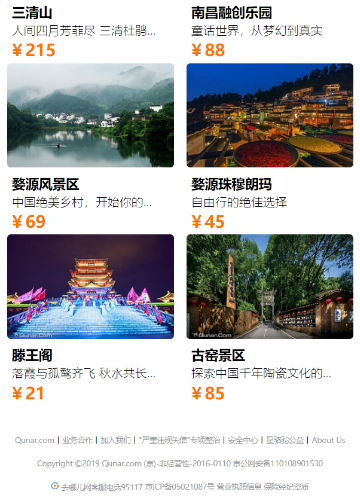 三清山
人间四月芳菲尽 三清杜鹃...
¥215
南昌融创乐园
童话世界，从梦幻到真实
¥88
婺源风景区
中国绝美乡村，开始你的...
¥69
婺源珠穆朗玛
自由行的绝佳选择
¥45
Qunar.Com
Qunar.Com
滕王阁
落霞与孤鹜齐飞 秋水共长...
¥21
古窑景区
探索中国千年陶瓷文化的...
¥85
Qunar.com | 业务合作 | 加入我们 | "严重违规失信"专项整治 | 安全中心 | 星骆驼公益 | About Us
Copyright ©2019 Qunar.com (京)-非经营性-2016-0110 京公网安备110108901530
去哪儿网客服电话95117 京ICP备05021087号 营业执照信息 保险经纪资质